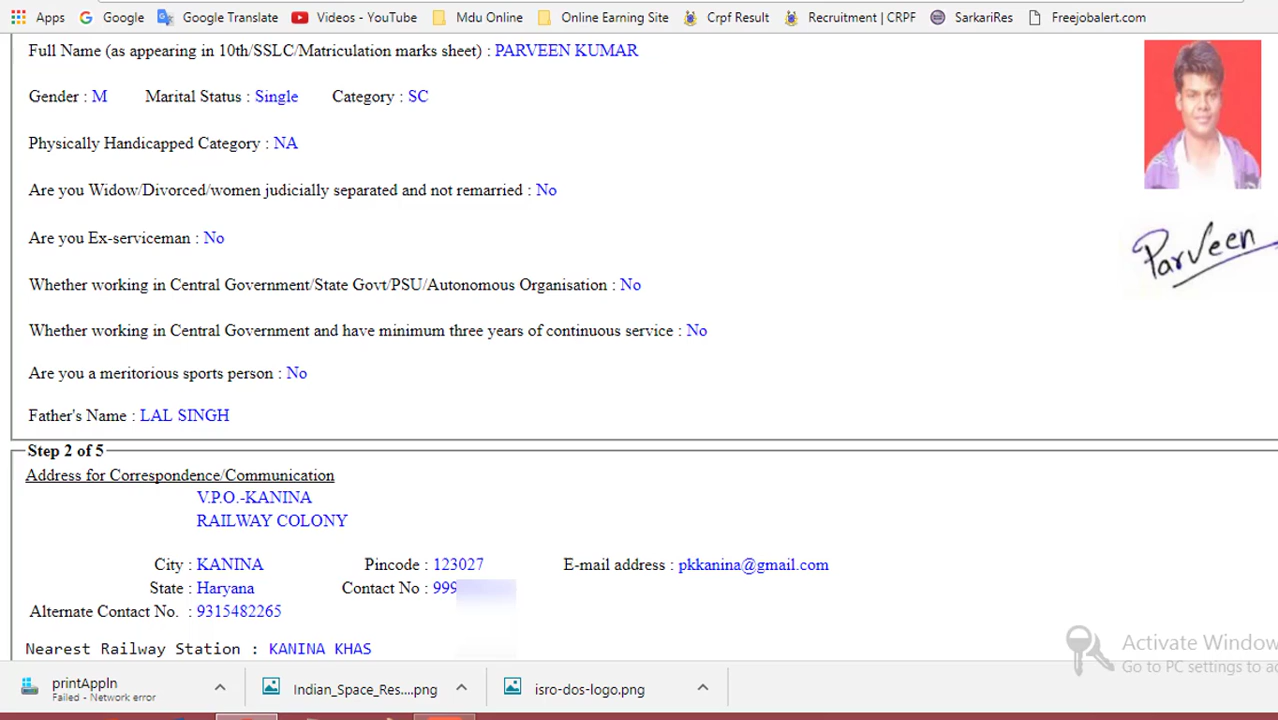 Apps Google Google Translate Videos - YouTube Mdu Online Online Earning Site Crpf Result Recruitment | CRPF SarkariRes Freejobalert.com
Full Name (as appearing in 10th/SSLC/Matriculation marks sheet) : PARVEEN KUMAR
Gender : M Marital Status : Single Category : SC
Physically Handicapped Category : NA
Are you Widow/Divorced/women judicially separated and not remarried : No
Parveen
Are you Ex-serviceman : No
Whether working in Central Government/State Govt/PSU/Autonomous Organisation : No
Whether working in Central Government and have minimum three years of continuous service : No
Are you a meritorious sports person : No
Father's Name : LAL SINGH
Step 2 of 5
Address for Correspondence/Communication
V.P.O.-KANINA
RAILWAY COLONY
City : KANINA Pincode : 123027 E-mail address : pkkanina@gmail.com
State : Haryana Contact No : 999
Alternate Contact No. : 9315482265
Nearest Railway Station : KANINA KHAS
Activate Window
Go to PC settings to ac
printAppln
Failed - Network error
Indian_Space_Res....png
isro-dos-logo.png